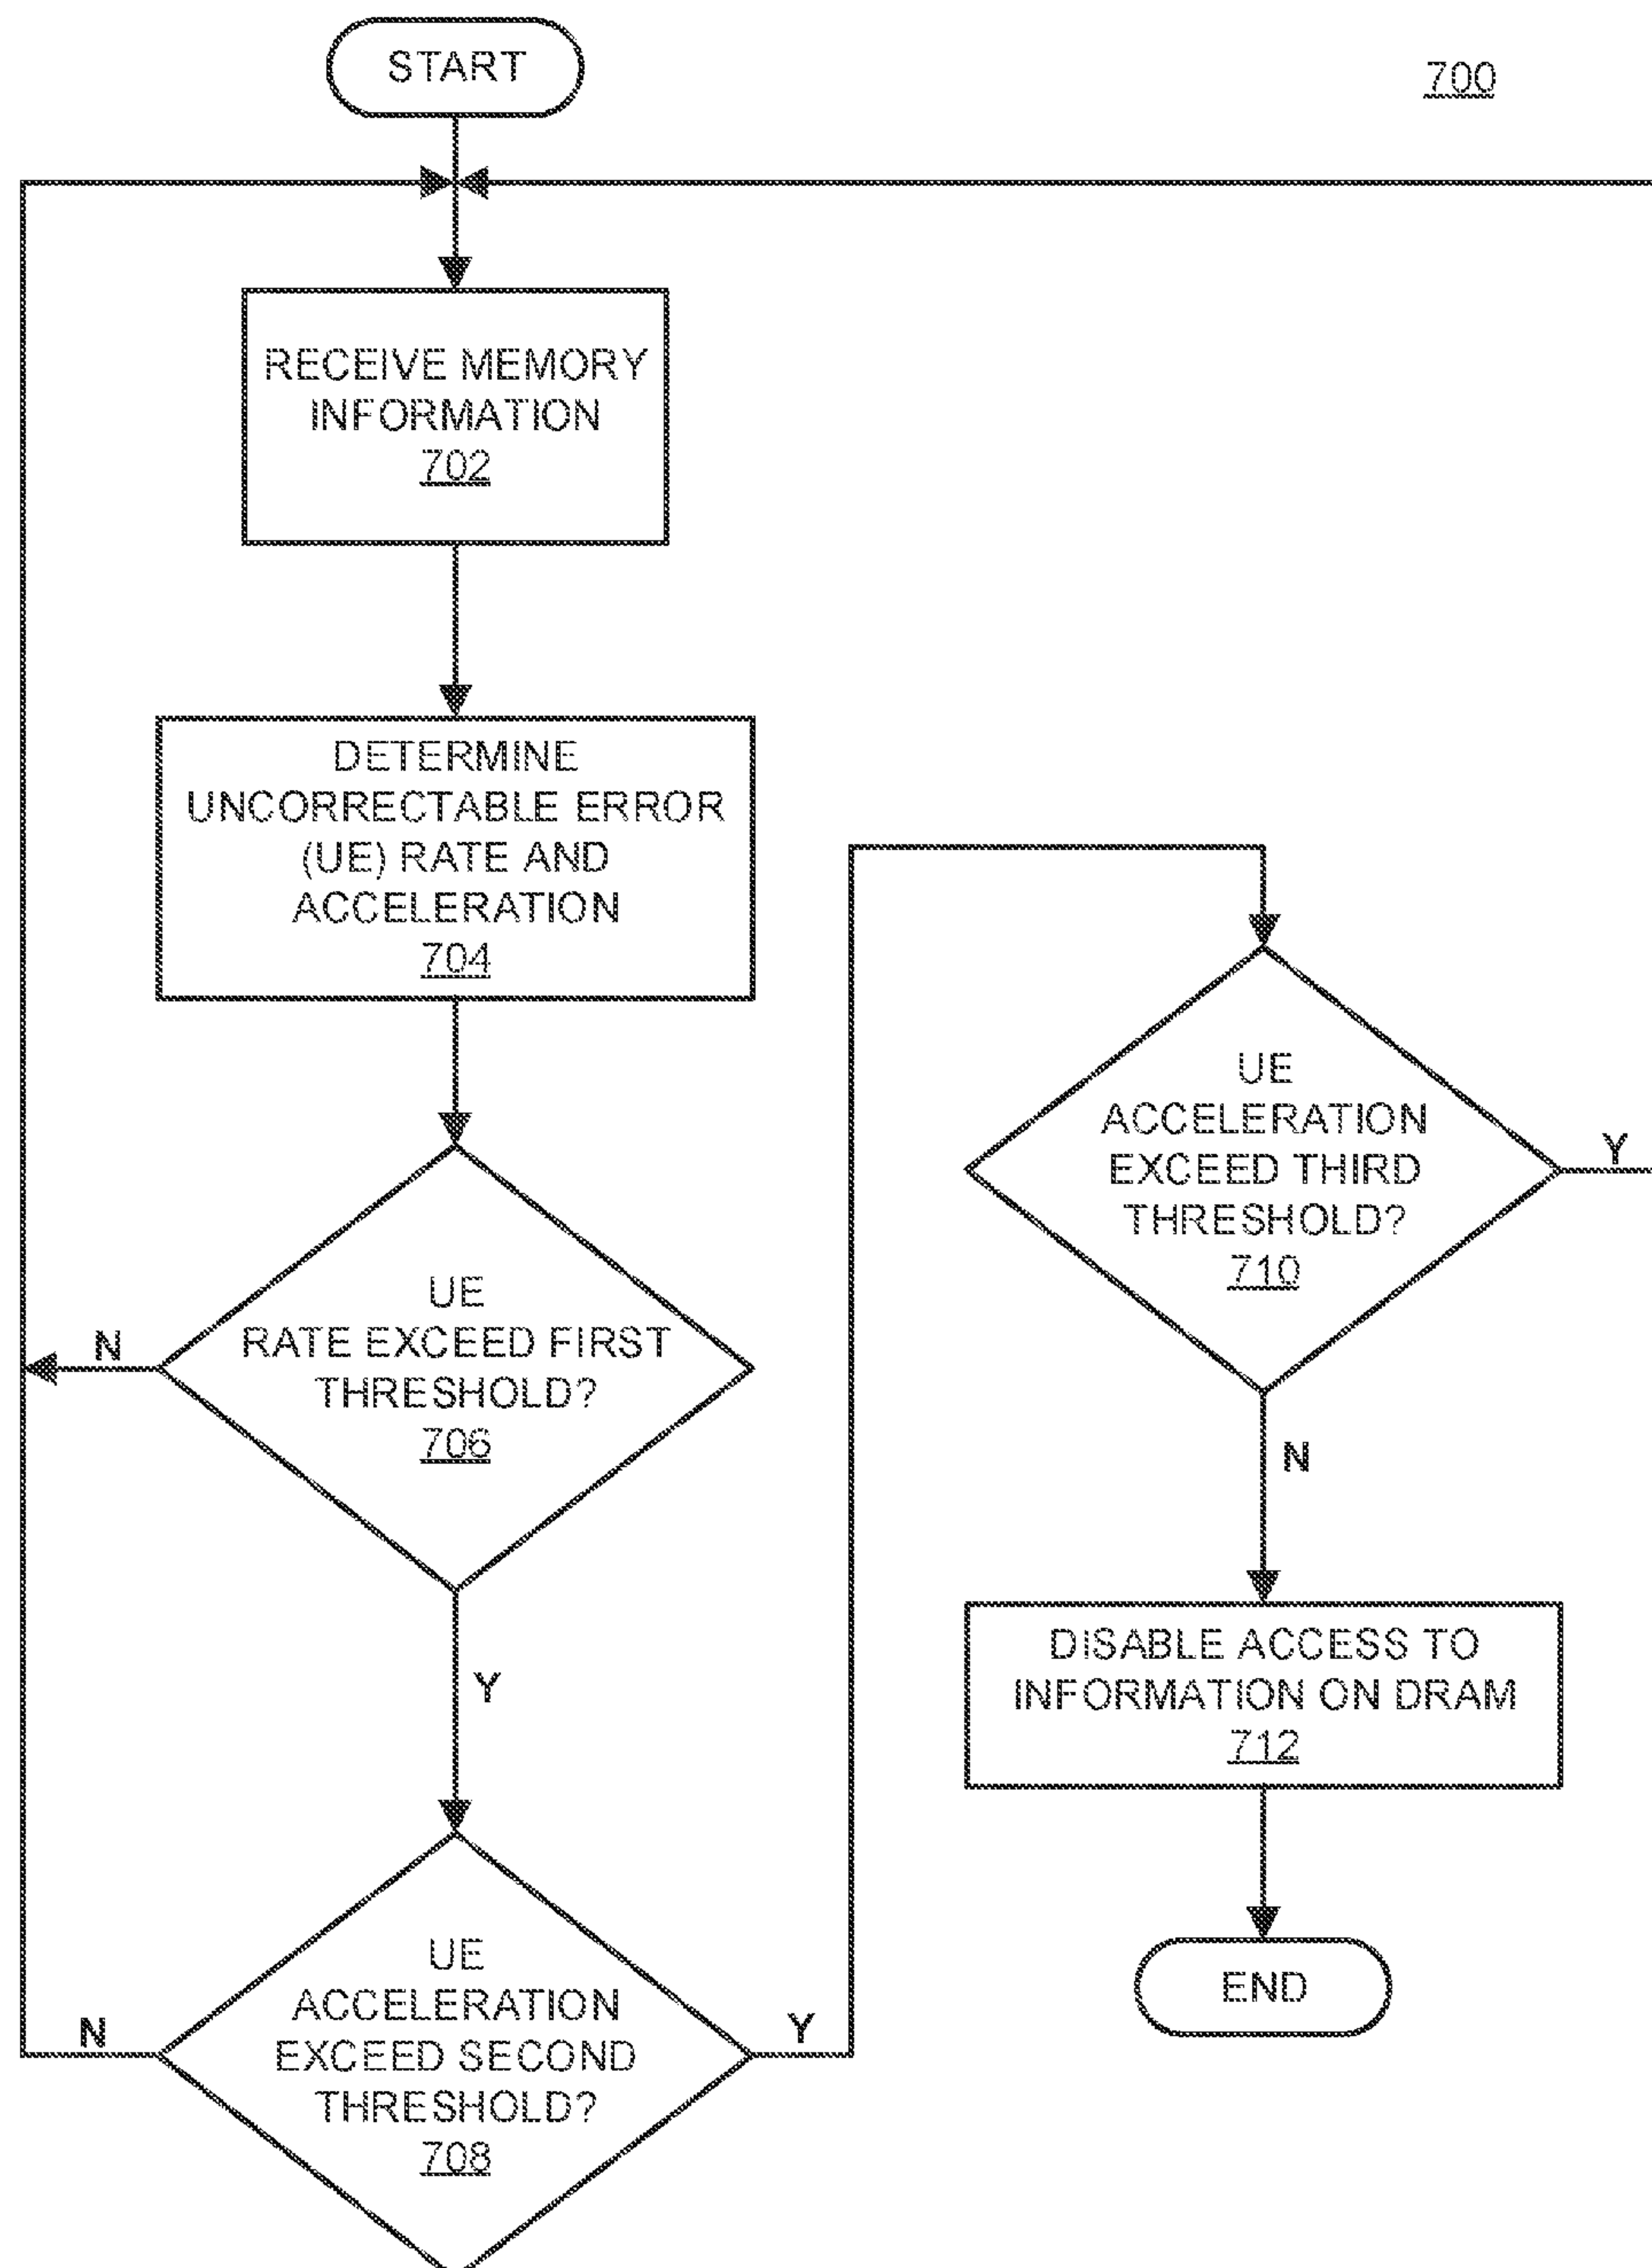 START
700
RECEIVE MEMORY
INFORMATION
702
DETERMINE
UNCORRECTABLE ERROR
(UE) RATE AND
ACCELERATION
704
UE
RATE EXCEED FIRST
THRESHOLD?
706
N
Y
UE
ACCELERATION
EXCEED SECOND
THRESHOLD?
708
N
Y
UE
ACCELERATION
EXCEED THIRD
THRESHOLD?
710
Y
N
DISABLE ACCESS TO
INFORMATION ON DRAM
712
END